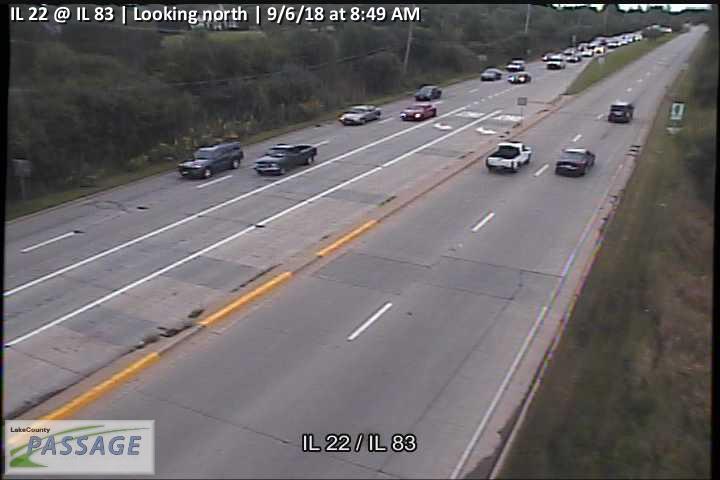 IL 22 @ IL 83 | Looking north | 9/6/18 at 8:49 AM
IL 22 / IL 83
LakeCounty
PASSAGE